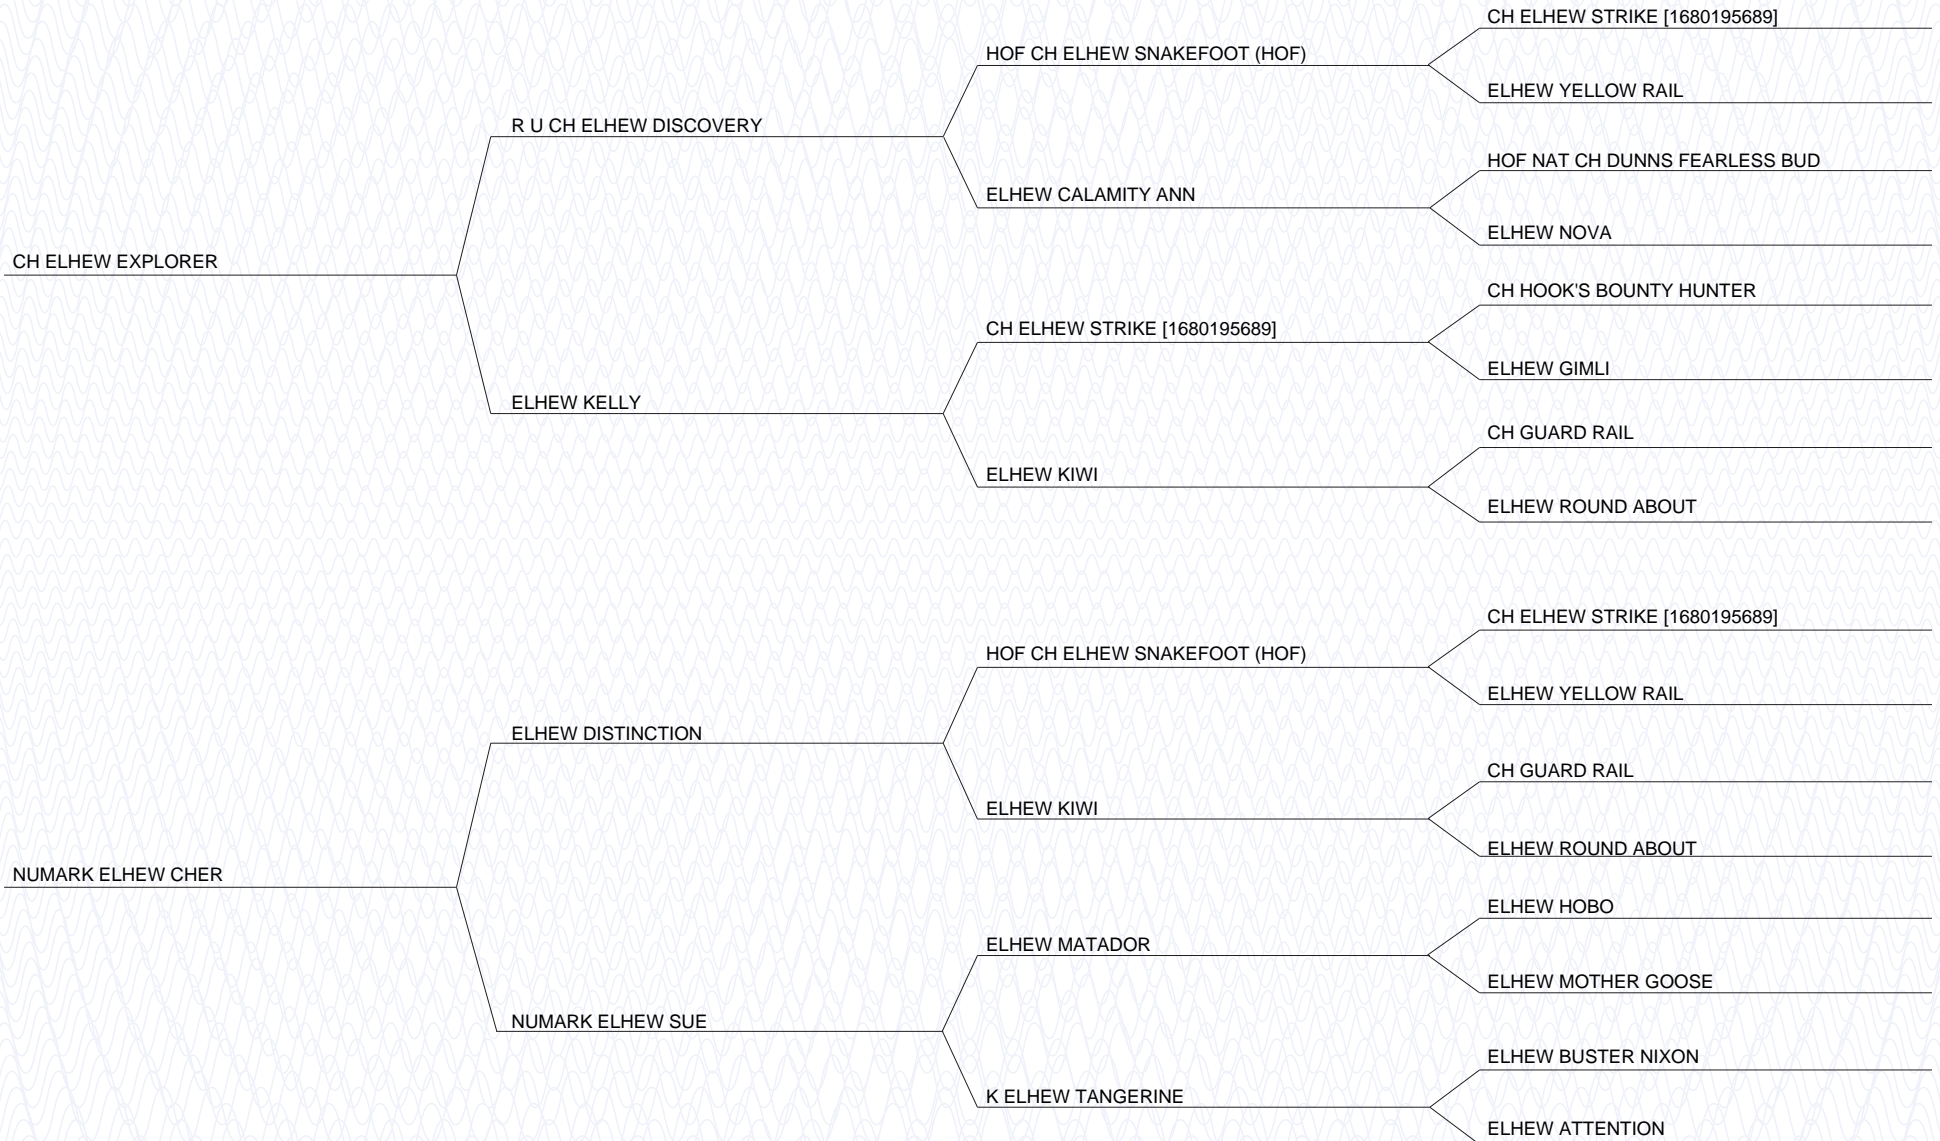 CH ELHEW STRIKE [1680195689]
HOF CH ELHEW SNAKEFOOT (HOF)
ELHEW YELLOW RAIL
R U CH ELHEW DISCOVERY
HOF NAT CH DUNNS FEARLESS BUD
ELHEW CALAMITY ANN
ELHEW NOVA
CH ELHEW EXPLORER
CH HOOK'S BOUNTY HUNTER
CH ELHEW STRIKE [1680195689]
ELHEW GIMLI
ELHEW KELLY
CH GUARD RAIL
ELHEW KIWI
ELHEW ROUND ABOUT
CH ELHEW STRIKE [1680195689]
HOF CH ELHEW SNAKEFOOT (HOF)
ELHEW YELLOW RAIL
ELHEW DISTINCTION
CH GUARD RAIL
ELHEW KIWI
ELHEW ROUND ABOUT
NUMARK ELHEW CHER
ELHEW HOBO
ELHEW MATADOR
ELHEW MOTHER GOOSE
NUMARK ELHEW SUE
ELHEW BUSTER NIXON
K ELHEW TANGERINE
ELHEW ATTENTION